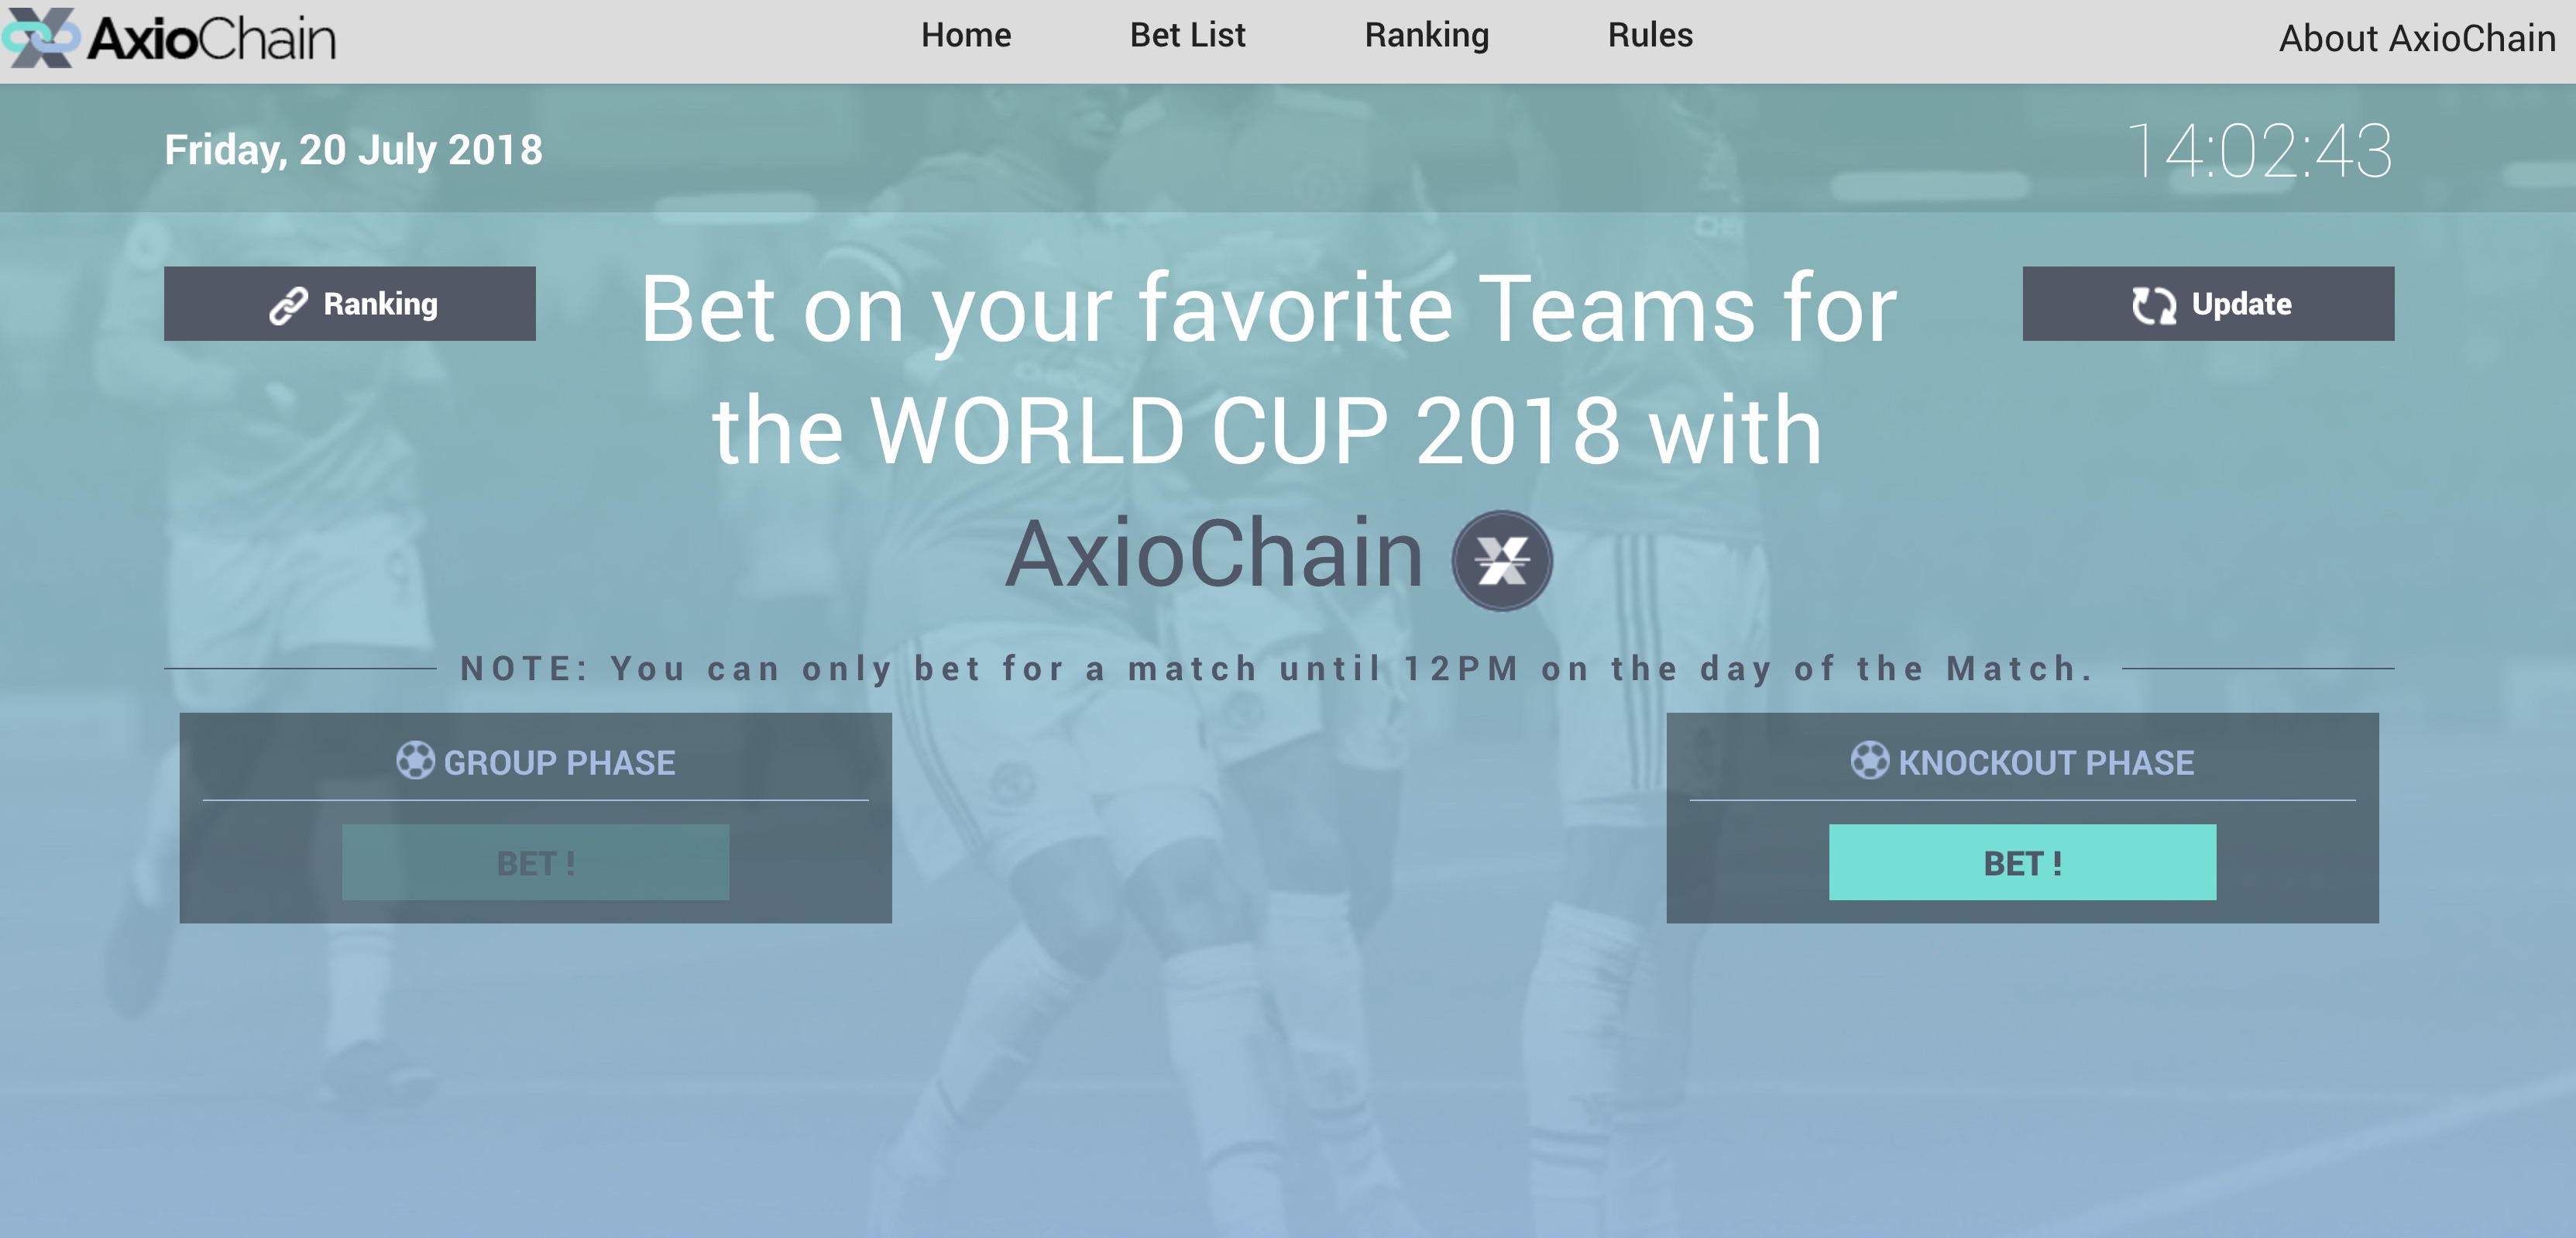 AxioChain
Home
Bet List
Ranking
Rules
About AxioChain
Friday, 20 July 2018
14:02:43
Ranking
Bet on your favorite Teams for
the WORLD CUP 2018 with
AxioChain
Update
NOTE: You can only bet for a match until 12PM on the day of the Match.
GROUP PHASE
BET !
KNOCKOUT PHASE
BET !